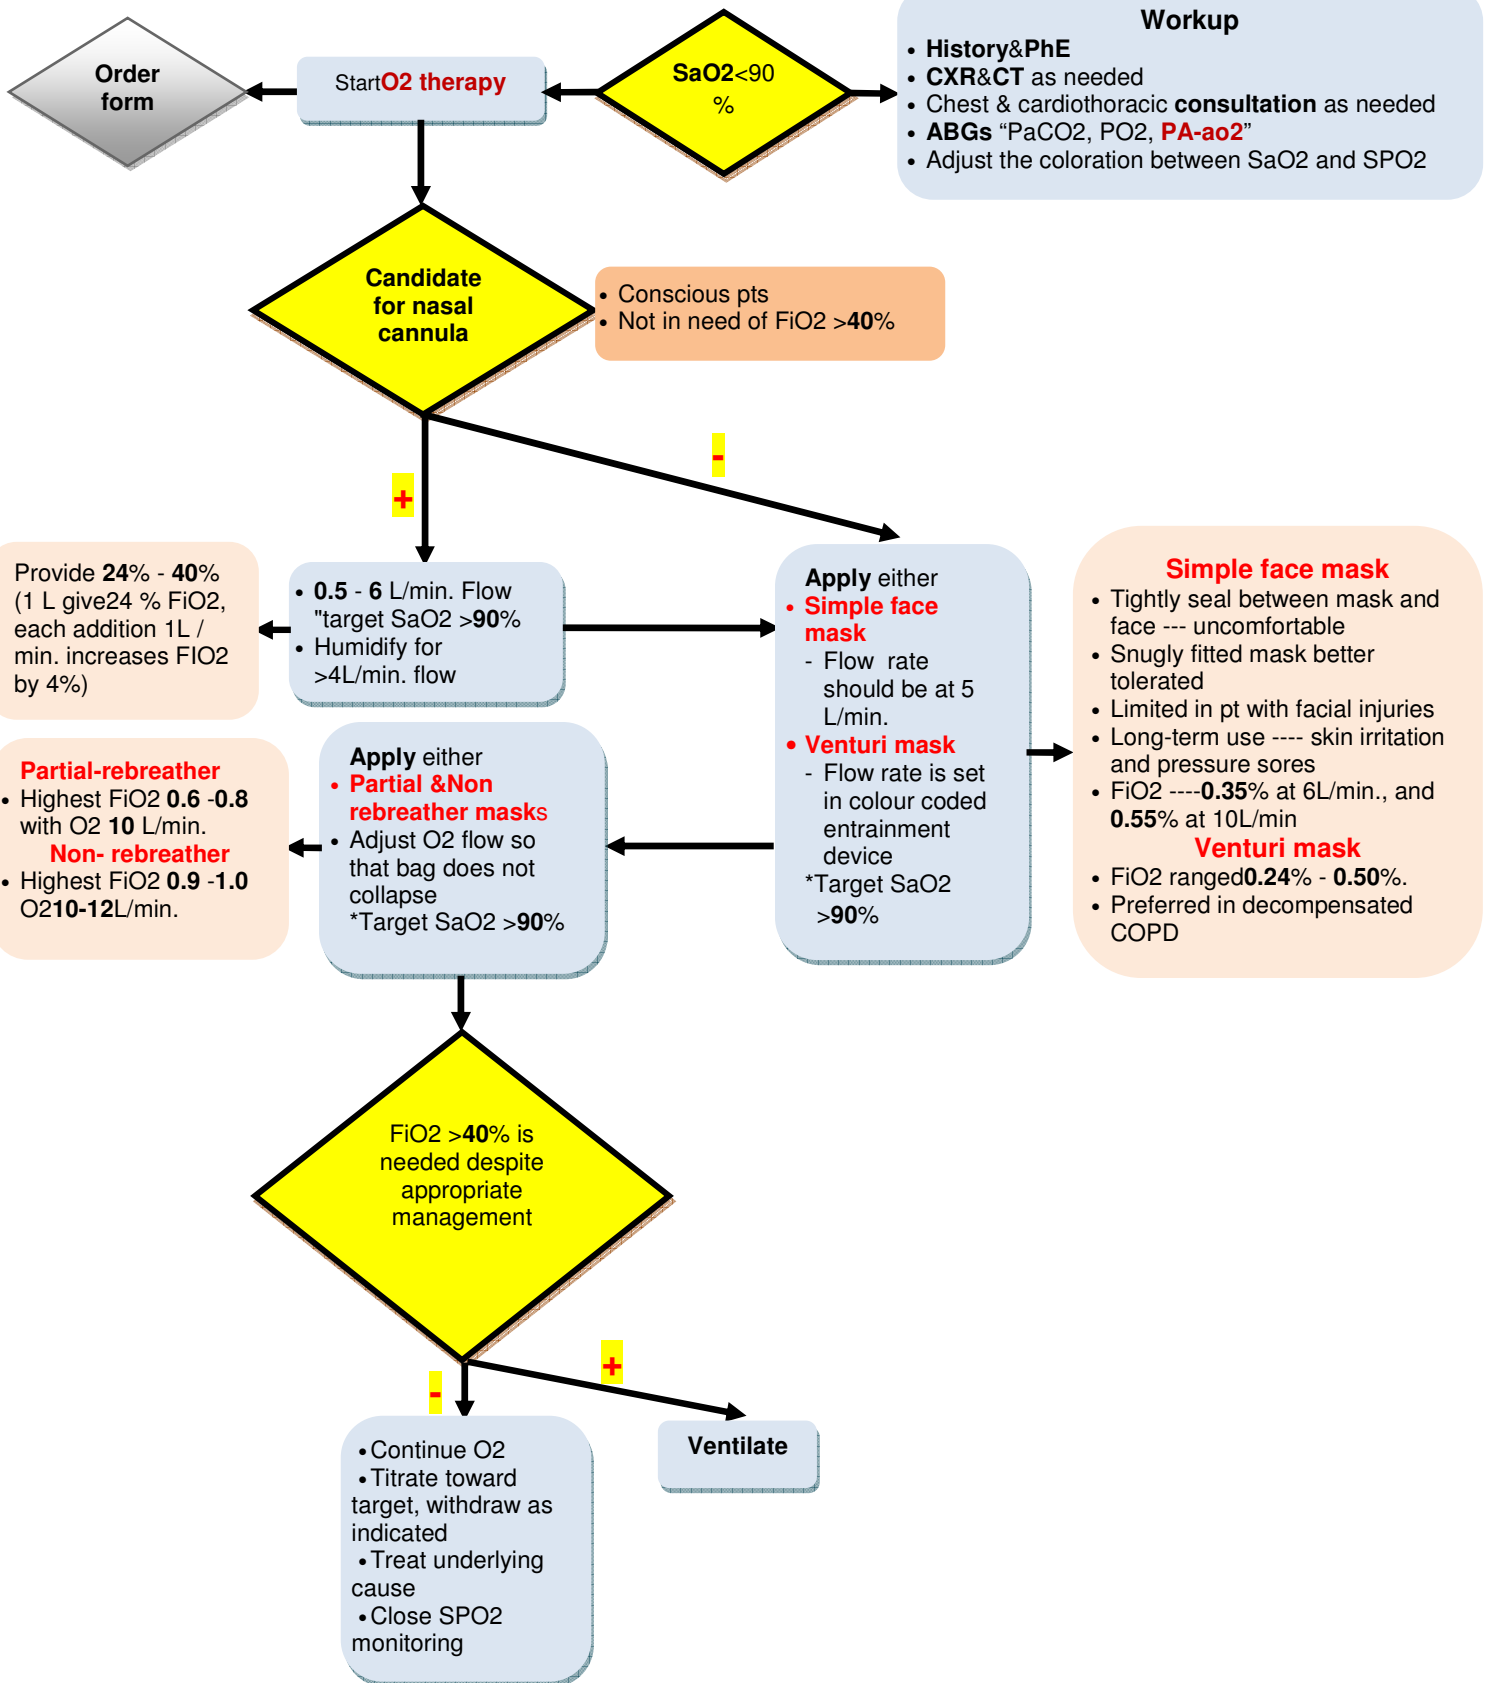 Workup
• History&PhE
• CXR&CT as needed
• Chest & cardiothoracic consultation as needed
• ABGs “PaCO2, PO2, PA-ao2”
• Adjust the coloration between SaO2 and SPO2
SaO2<90
%
StartO2 therapy
Order
form
Candidate
for nasal
cannula
• Conscious pts
• Not in need of FiO2 >40%
-
+
Provide 24% - 40%
(1 L give24 % FiO2,
each addition 1L /
min. increases FIO2
by 4%)
• 0.5 - 6 L/min. Flow
"target SaO2 >90%
• Humidify for
>4L/min. flow
Apply either
• Simple face
mask
- Flow rate
should be at 5
L/min.
• Venturi mask
- Flow rate is set
in colour coded
entrainment
device
*Target SaO2
>90%
Simple face mask
• Tightly seal between mask and
face --- uncomfortable
• Snugly fitted mask better
tolerated
• Limited in pt with facial injuries
• Long-term use ---- skin irritation
and pressure sores
• FiO2 ----0.35% at 6L/min., and
0.55% at 10L/min
Venturi mask
• FiO2 ranged0.24% - 0.50%.
• Preferred in decompensated
COPD
Apply either
• Partial &Non
rebreather masks
• Adjust O2 flow so
that bag does not
collapse
*Target SaO2 >90%
Partial-rebreather
• Highest FiO2 0.6 -0.8
with O2 10 L/min.
Non- rebreather
• Highest FiO2 0.9 -1.0
O210-12L/min.
FiO2 >40% is
needed despite
appropriate
management
+
-
Ventilate
• Continue O2
• Titrate toward
target, withdraw as
indicated
• Treat underlying
cause
• Close SPO2
monitoring